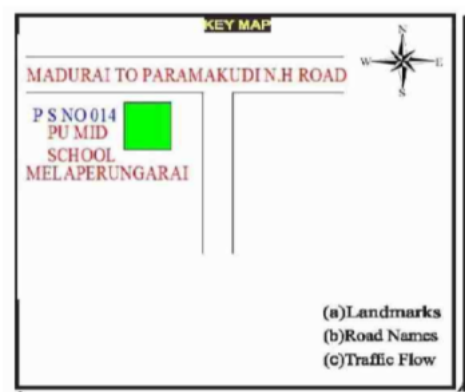 KEY MAP
N
W E
S
MADURAI TO PARAMAKUDI N.H ROAD
P S NO 014
PU MID
SCHOOL
MELAPERUNGARAI
(a)Landmarks
(b)Road Names
(c)Traffic Flow